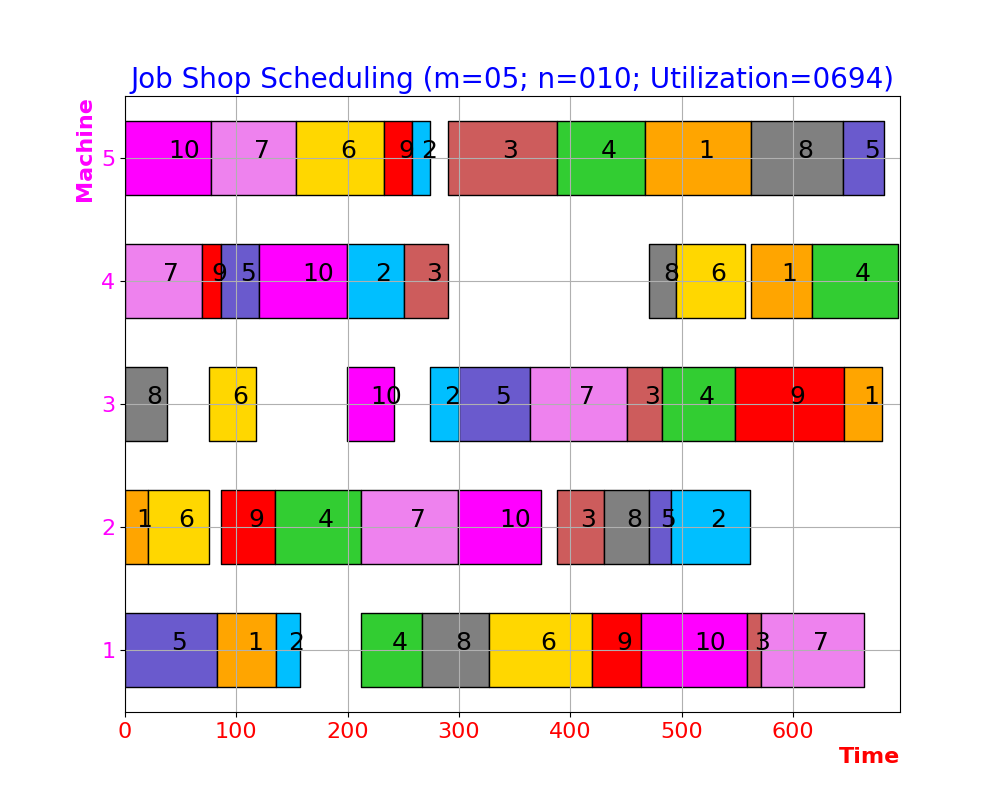 Job Shop Scheduling (m=05; n=010; Utilization=0694)
Machine
5
10 7 6 9 2 3 4 1 8 5
4
7 9 5 10 2 3 8 6 1 4
3
8 6 10 2 5 7 3 4 9 1
2
1 6 9 4 7 10 3 8 5 2
1
5 1 2 4 8 6 9 10 3 7
0 100 200 300 400 500 600
Time